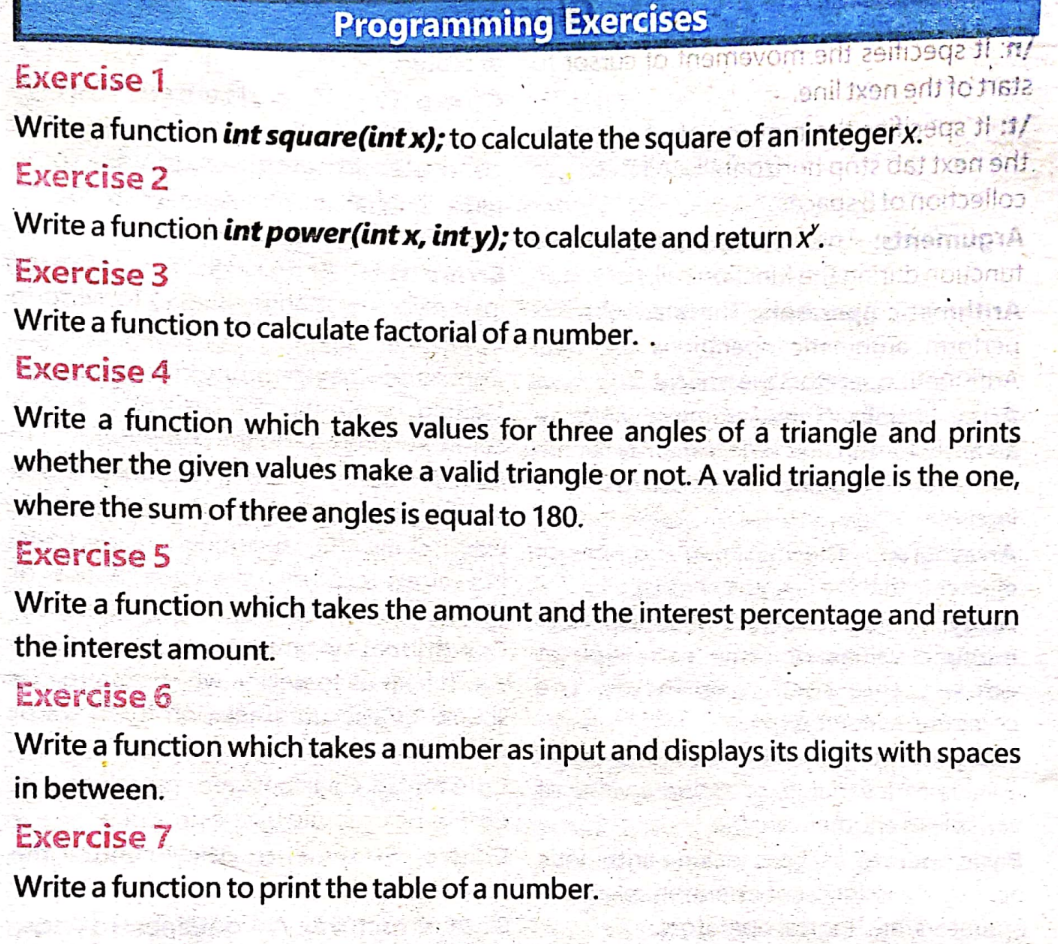 Programming Exercises
Exercise 1
Write a function int square(int x); to calculate the square of an integer x.
Exercise 2
Write a function int power(int x, int y); to calculate and return xʸ.
Exercise 3
Write a function to calculate factorial of a number. .
Exercise 4
Write a function which takes values for three angles of a triangle and prints
whether the given values make a valid triangle or not. A valid triangle is the one,
where the sum of three angles is equal to 180.
Exercise 5
Write a function which takes the amount and the interest percentage and return
the interest amount.
Exercise 6
Write a function which takes a number as input and displays its digits with spaces
in between.
Exercise 7
Write a function to print the table of a number.